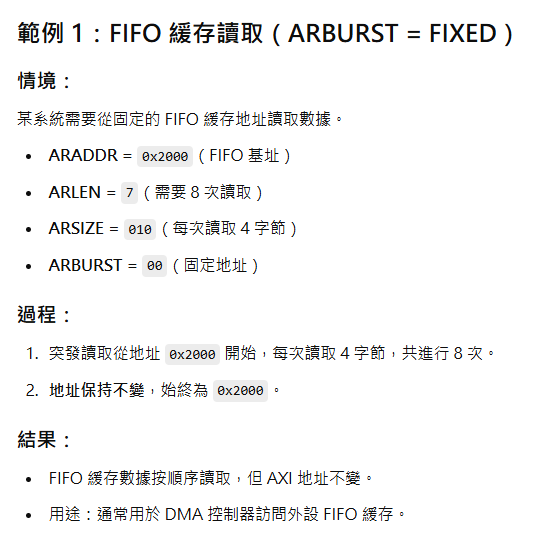 範例 1：FIFO 緩存讀取（ARBURST = FIXED）
情境：
某系統需要從固定的 FIFO 緩存地址讀取數據。
• ARADDR = 0x2000（FIFO 基址）
• ARLEN = 7（需要 8 次讀取）
• ARSIZE = 010（每次讀取 4 字節）
• ARBURST = 00（固定地址）
過程：
1. 突發讀取從地址 0x2000 開始，每次讀取 4 字節，共進行 8 次。
2. 地址保持不變，始終為 0x2000。
結果：
• FIFO 緩存數據按順序讀取，但 AXI 地址不變。
• 用途：通常用於 DMA 控制器訪問外設 FIFO 緩存。